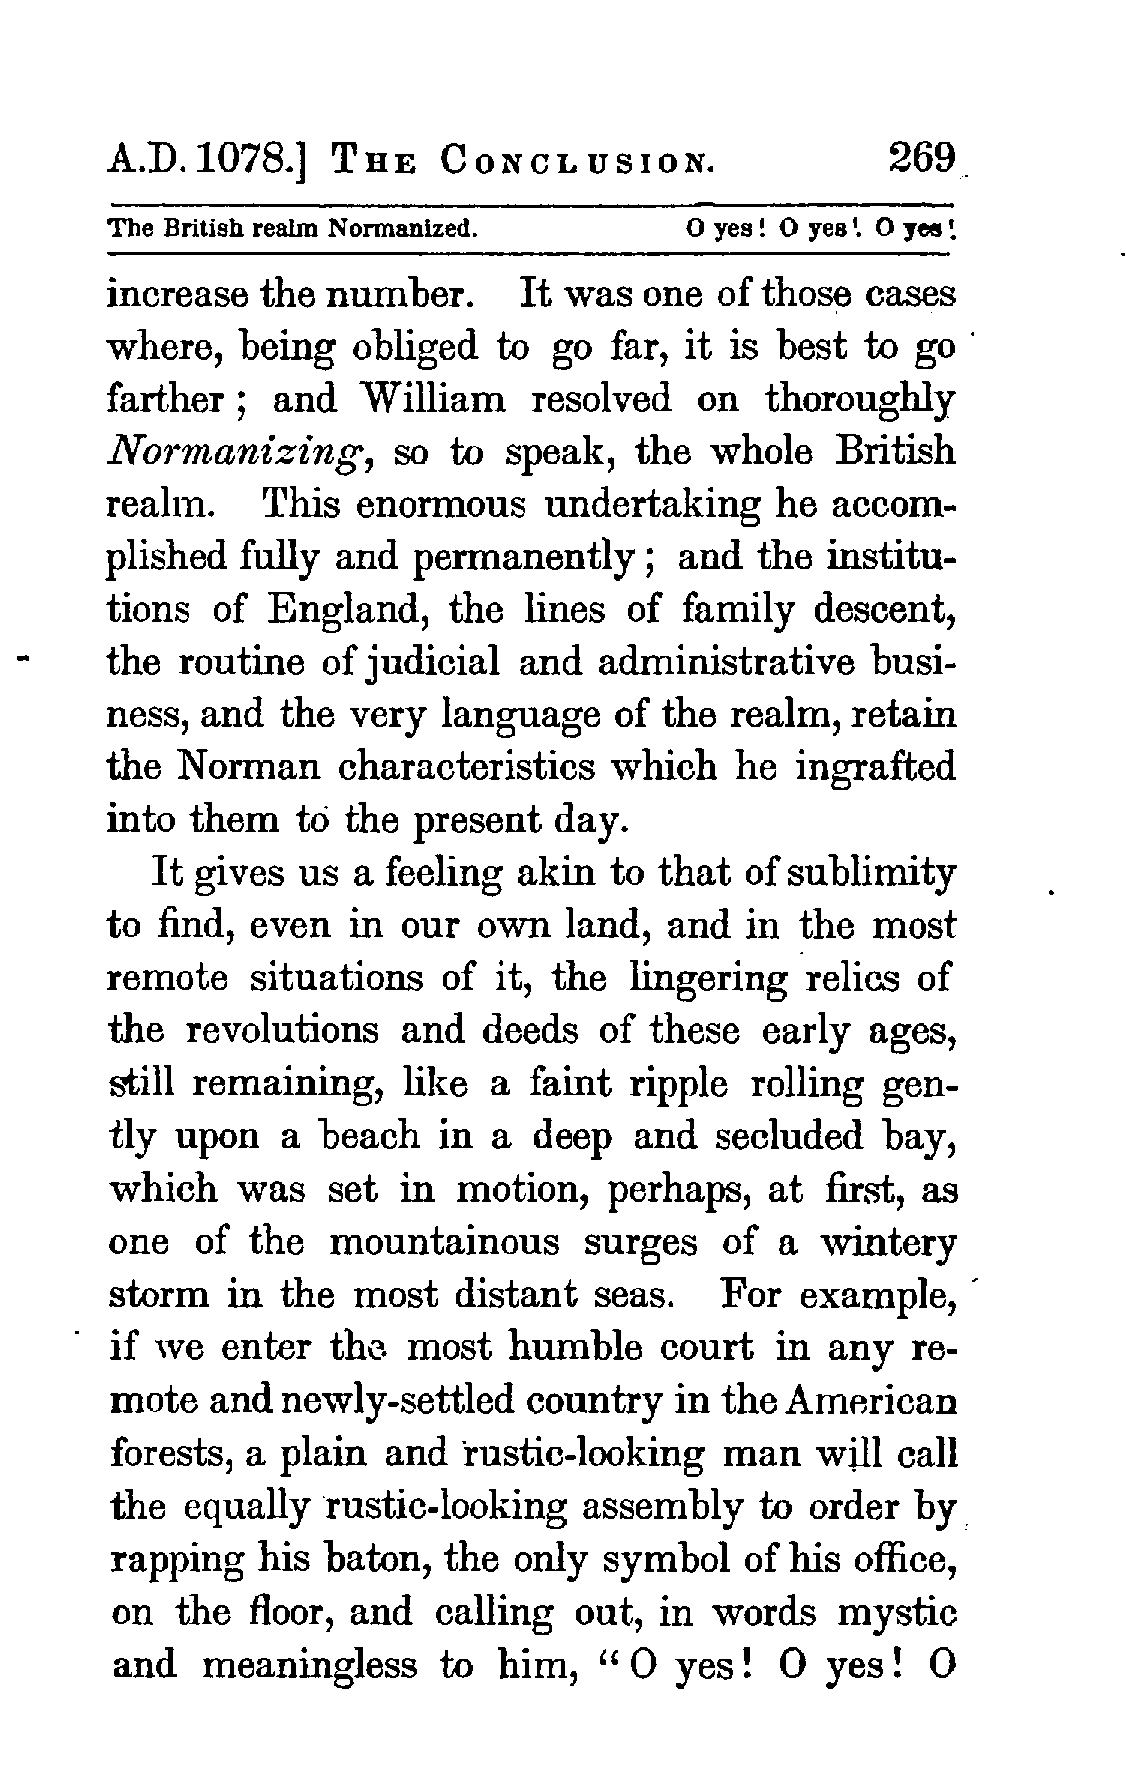 A.D. 1078.] THE CONCLUSION. 269
The British realm Normanized. O yes! O yes! O yes!
increase the number. It was one of those cases
where, being obliged to go far, it is best to go
farther; and William resolved on thoroughly
Normanizing, so to speak, the whole British
realm. This enormous undertaking he accom-
plished fully and permanently; and the institu-
tions of England, the lines of family descent,
the routine of judicial and administrative busi-
ness, and the very language of the realm, retain
the Norman characteristics which he ingrafted
into them to the present day.
It gives us a feeling akin to that of sublimity
to find, even in our own land, and in the most
remote situations of it, the lingering relics of
the revolutions and deeds of these early ages,
still remaining, like a faint ripple rolling gen-
tly upon a beach in a deep and secluded bay,
which was set in motion, perhaps, at first, as
one of the mountainous surges of a wintery
storm in the most distant seas. For example,
if we enter the most humble court in any re-
mote and newly-settled country in the American
forests, a plain and rustic-looking man will call
the equally rustic-looking assembly to order by
rapping his baton, the only symbol of his office,
on the floor, and calling out, in words mystic
and meaningless to him, “O yes! O yes! O